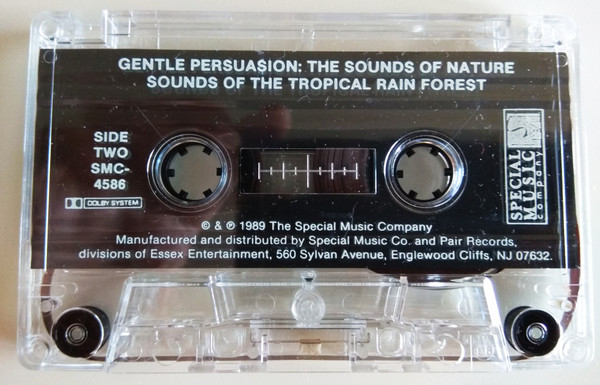 GENTLE PERSUASION: THE SOUNDS OF NATURE
SOUNDS OF THE TROPICAL RAIN FOREST
SIDE
TWO
SMC-
4586
DOLBY SYSTEM
SPECIAL
MUSIC
company
© & ℗ 1989 The Special Music Company
Manufactured and distributed by Special Music Co. and Pair Records,
divisions of Essex Entertainment, 560 Sylvan Avenue, Englewood Cliffs, NJ 07632.